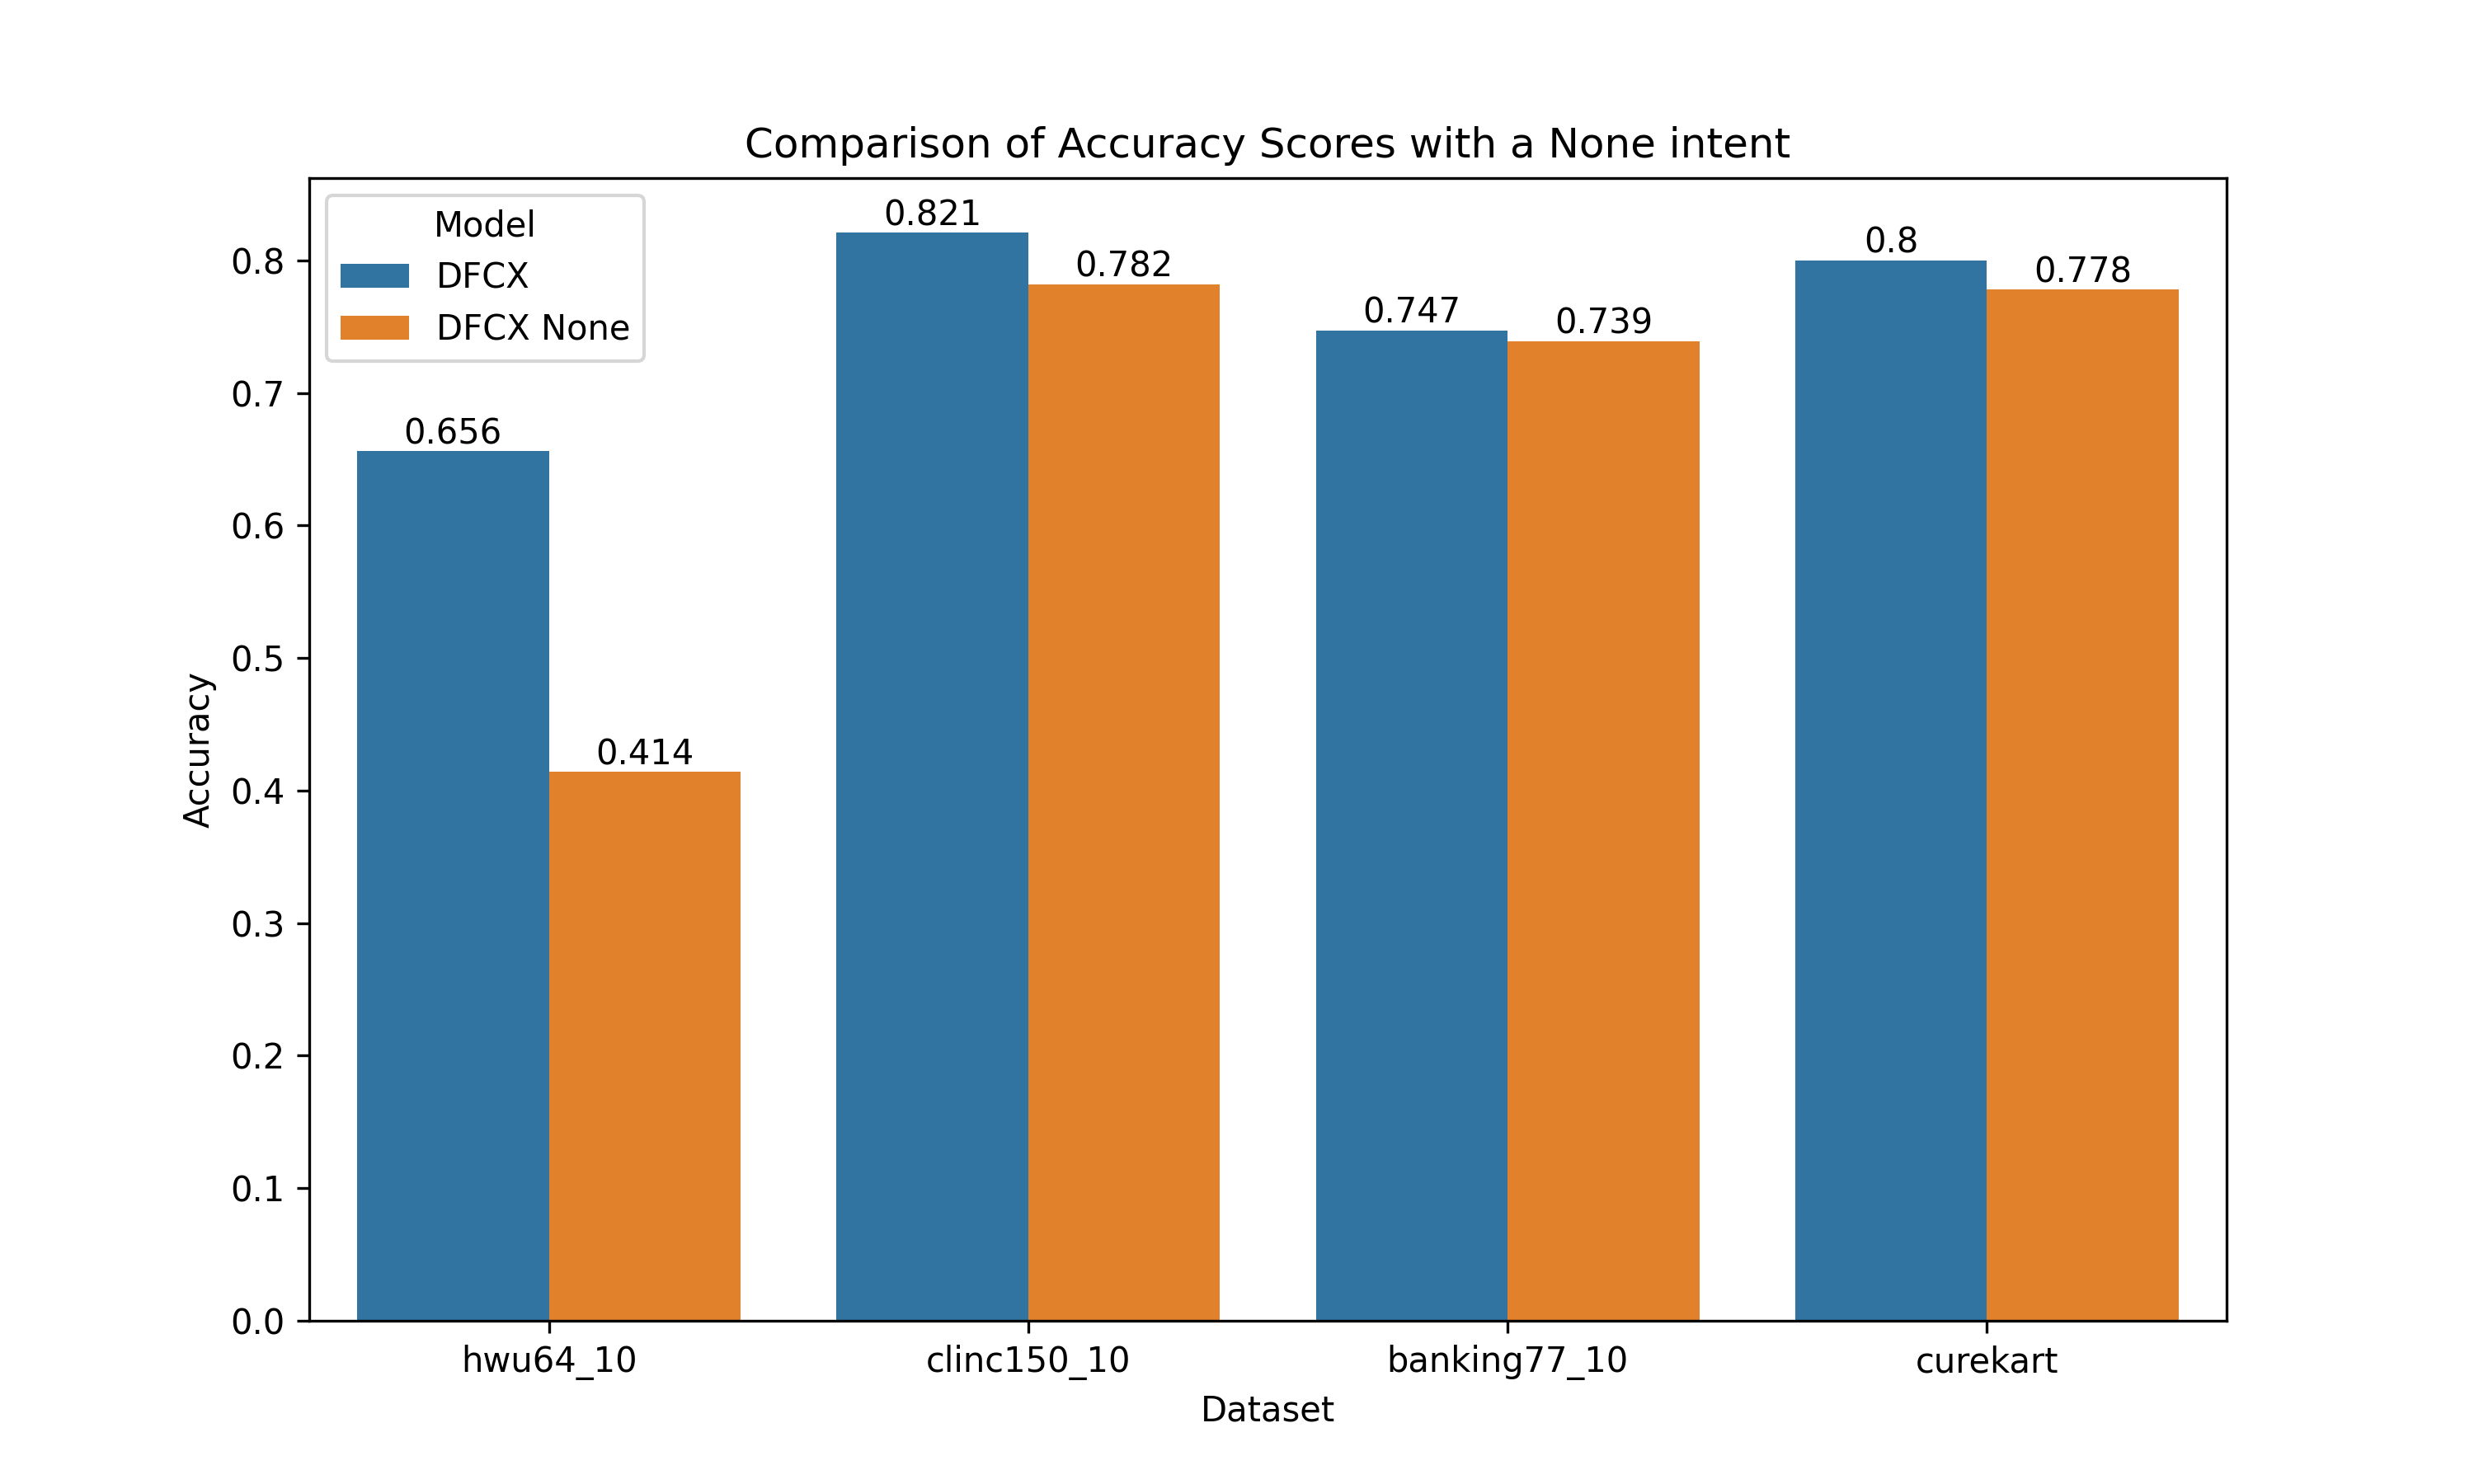 Comparison of Accuracy Scores with a None intent
Model
DFCX
DFCX None
0.656
0.414
0.821
0.782
0.747
0.739
0.8
0.778
Accuracy
0.8
0.7
0.6
0.5
0.4
0.3
0.2
0.1
0.0
hwu64_10
clinc150_10
banking77_10
curekart
Dataset